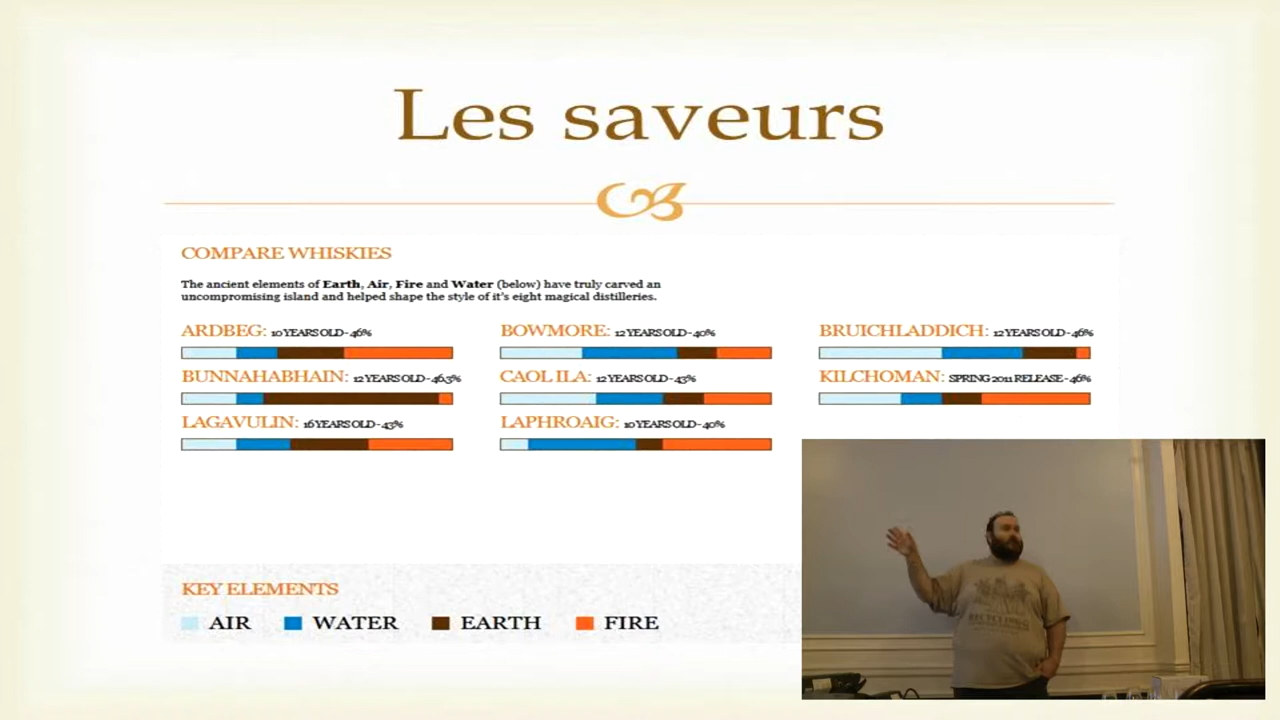 Les saveurs
COMPARE WHISKIES
The ancient elements of Earth, Air, Fire and Water (below) have truly carved an
uncompromising island and helped shape the style of it's eight magical distilleries.
ARDBEG: 10 YEARS OLD - 46%
BOWMORE: 12 YEARS OLD - 40%
BRUICHLADDICH: 12 YEARS OLD - 46%
BUNNAHABHAIN: 12 YEARS OLD - 46.3%
CAOL ILA: 12 YEARS OLD - 43%
KILCHOMAN: SPRING 2011 RELEASE - 46%
LAGAVULIN: 16 YEARS OLD - 43%
LAPHROAIG: 10 YEARS OLD - 40%
KEY ELEMENTS
AIR WATER EARTH FIRE
RECYCLING